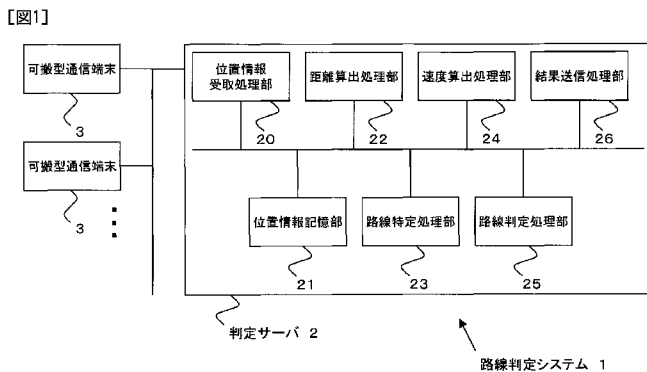 [図1]
可搬型通信端末
3
可搬型通信端末
3
位置情報
受取処理部
20
距離算出処理部
22
速度算出処理部
24
結果送信処理部
26
位置情報記憶部
21
路線特定処理部
23
路線判定処理部
25
判定サーバ 2
路線判定システム 1